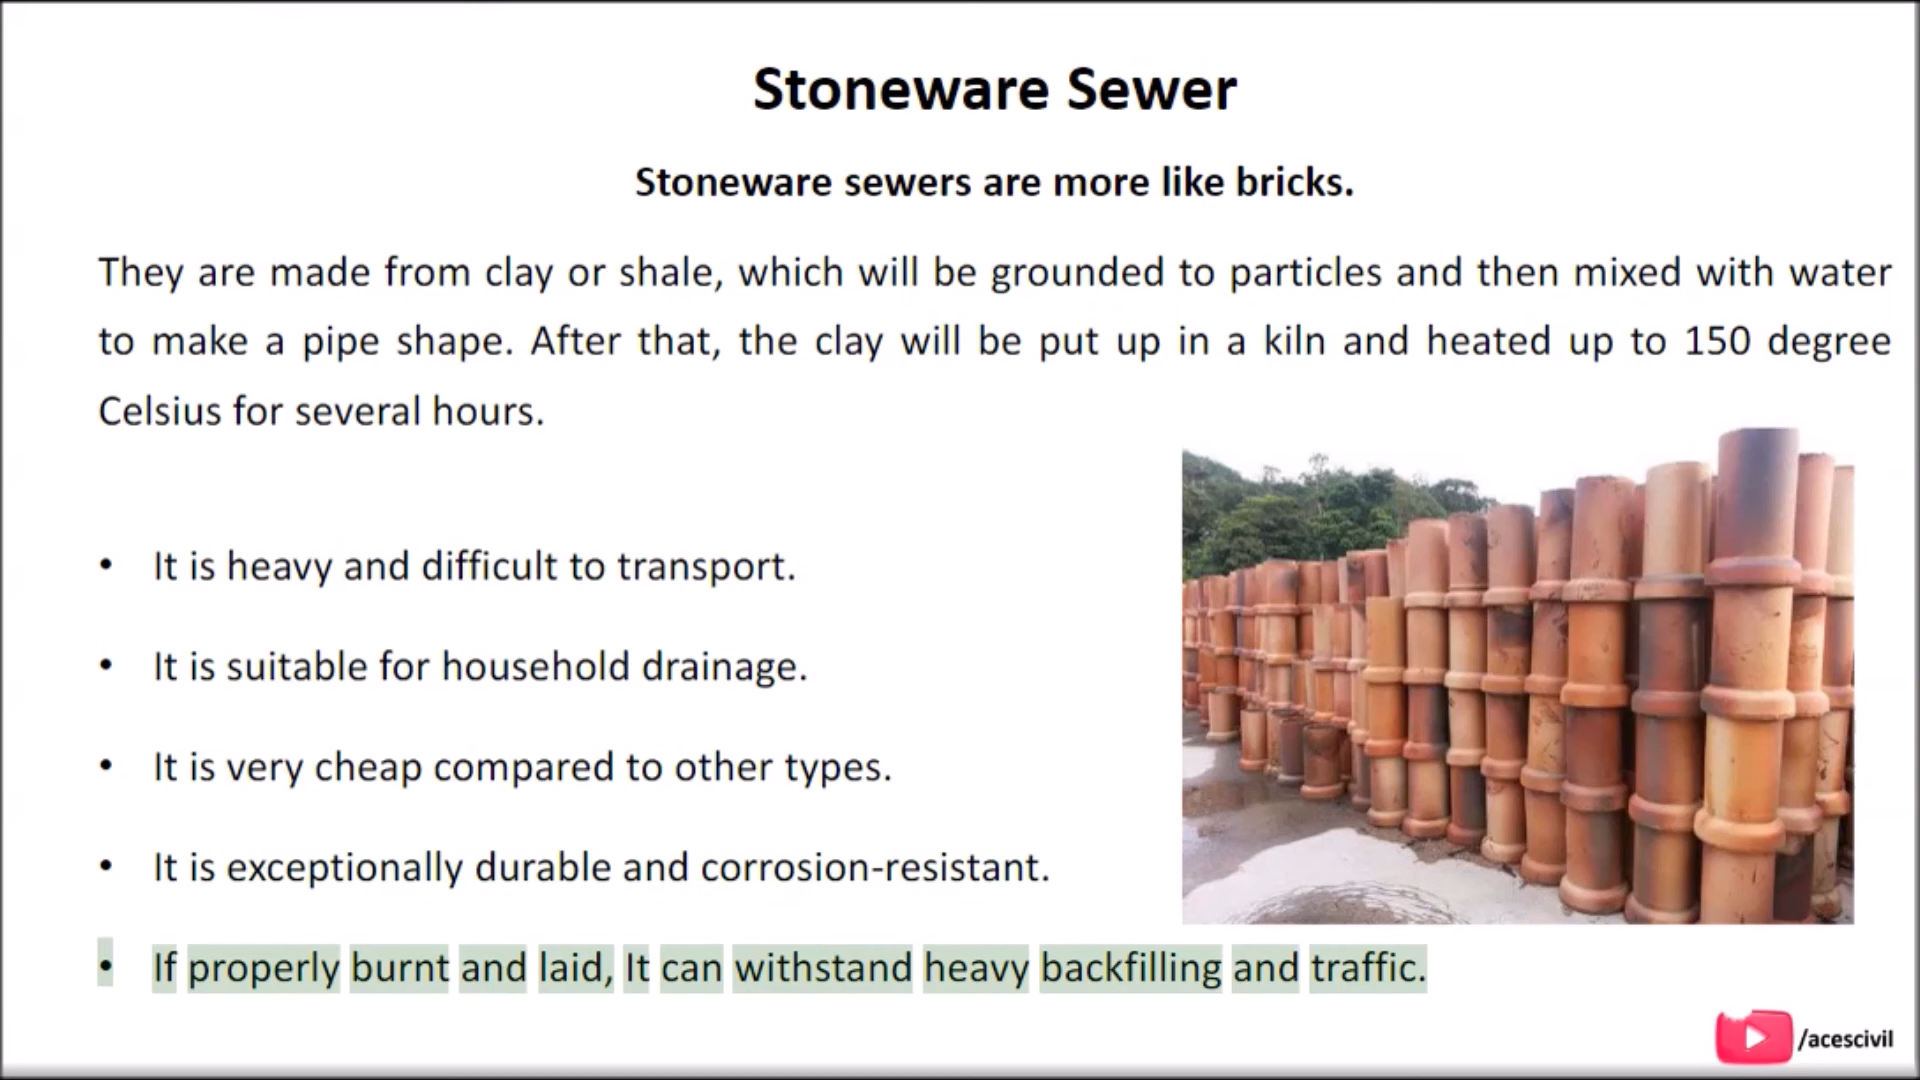 Stoneware Sewer
Stoneware sewers are more like bricks.
They are made from clay or shale, which will be grounded to particles and then mixed with water
to make a pipe shape. After that, the clay will be put up in a kiln and heated up to 150 degree
Celsius for several hours.
• It is heavy and difficult to transport.
• It is suitable for household drainage.
• It is very cheap compared to other types.
• It is exceptionally durable and corrosion-resistant.
• If properly burnt and laid, It can withstand heavy backfilling and traffic.
/acescivil